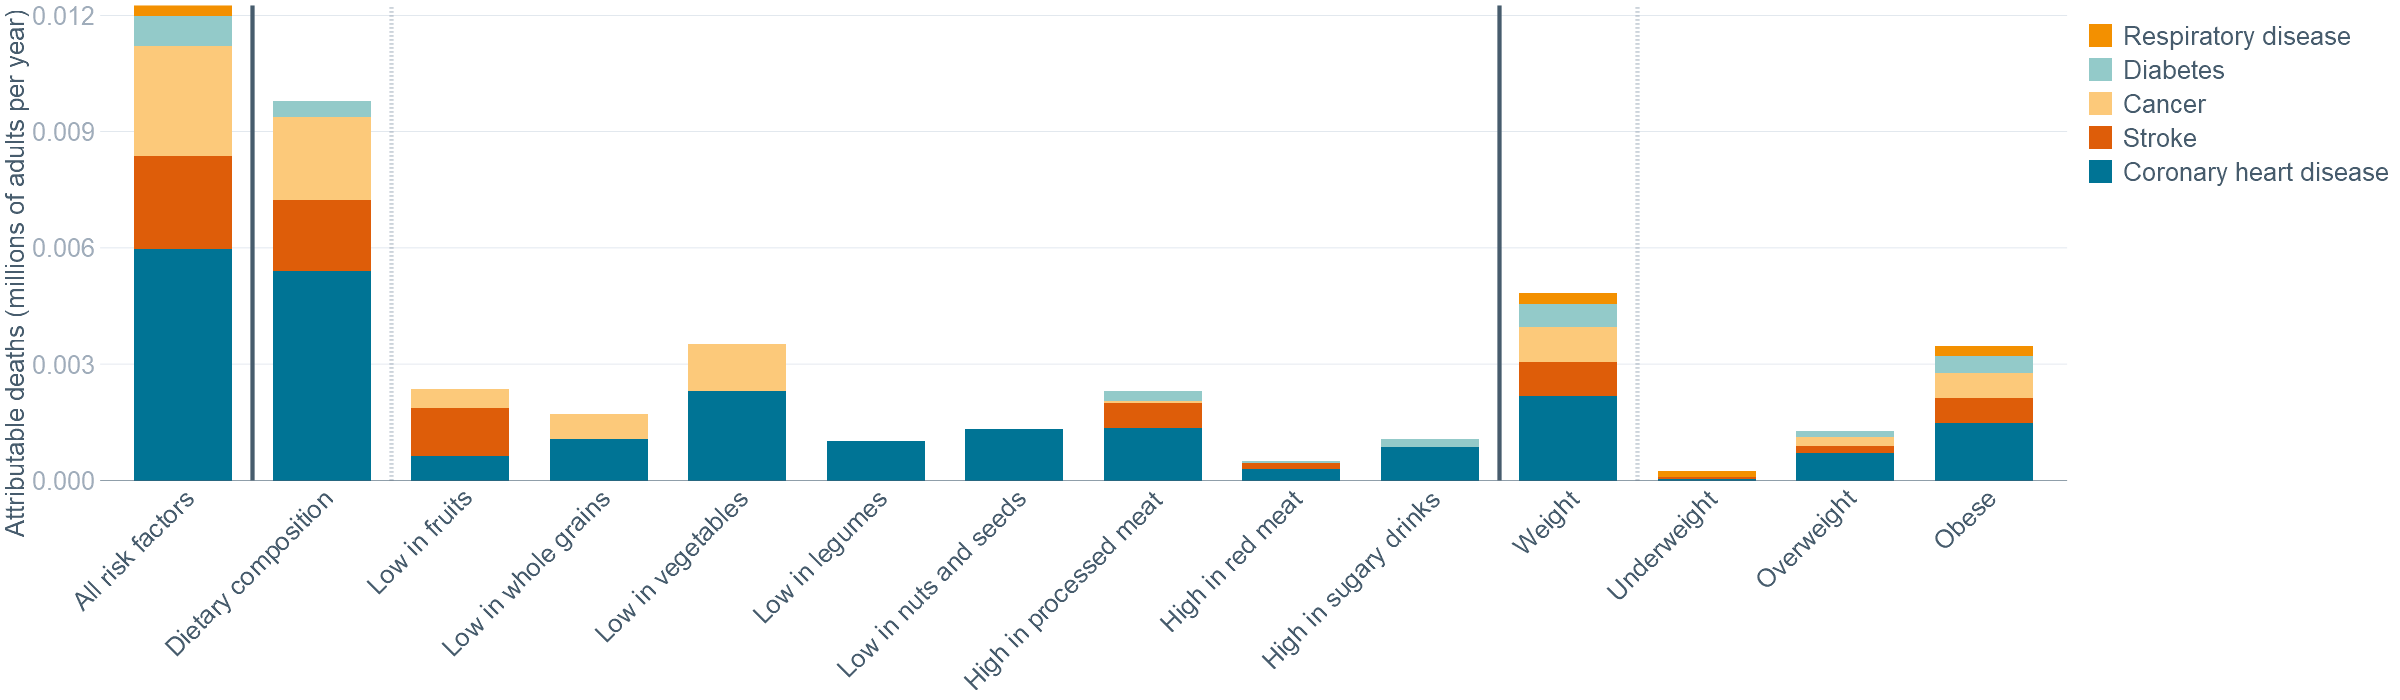 Attributable deaths (millions of adults per year)
0.012
0.009
0.006
0.003
0.000
All risk factors
Dietary composition
Low in fruits
Low in whole grains
Low in vegetables
Low in legumes
Low in nuts and seeds
High in processed meat
High in red meat
High in sugary drinks
Weight
Underweight
Overweight
Obese
Respiratory disease
Diabetes
Cancer
Stroke
Coronary heart disease